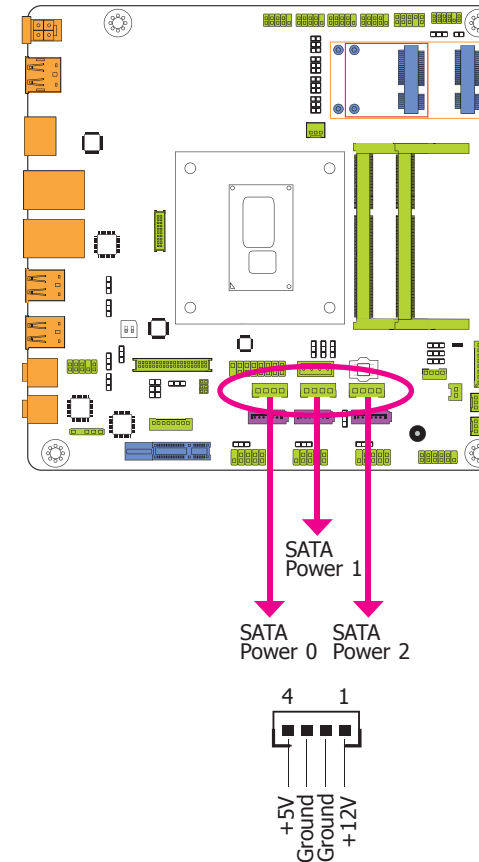 SATA
Power 1
SATA
Power 0
SATA
Power 2
4 1
+5V
Ground
Ground
+12V